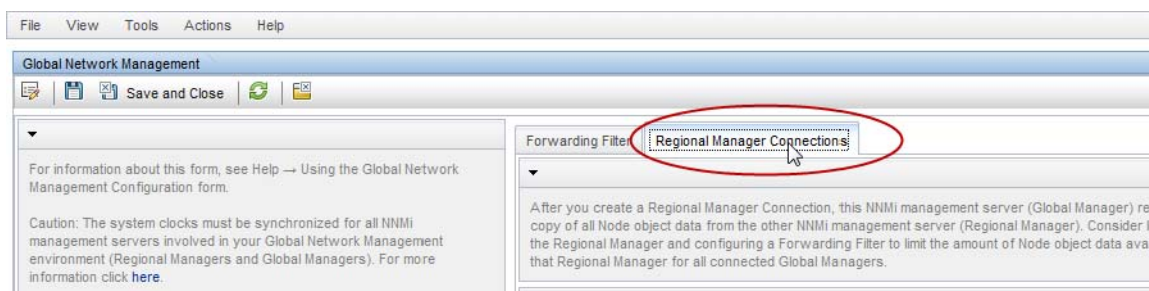 File View Tools Actions Help
Global Network Management
Save and Close
For information about this form, see Help → Using the Global Network
Management Configuration form.
Caution: The system clocks must be synchronized for all NNMi
management servers involved in your Global Network Management
environment (Regional Managers and Global Managers). For more
information click here.
Forwarding Filter Regional Manager Connections
After you create a Regional Manager Connection, this NNMi management server (Global Manager) re
copy of all Node object data from the other NNMi management server (Regional Manager). Consider
the Regional Manager and configuring a Forwarding Filter to limit the amount of Node object data ava
that Regional Manager for all connected Global Managers.